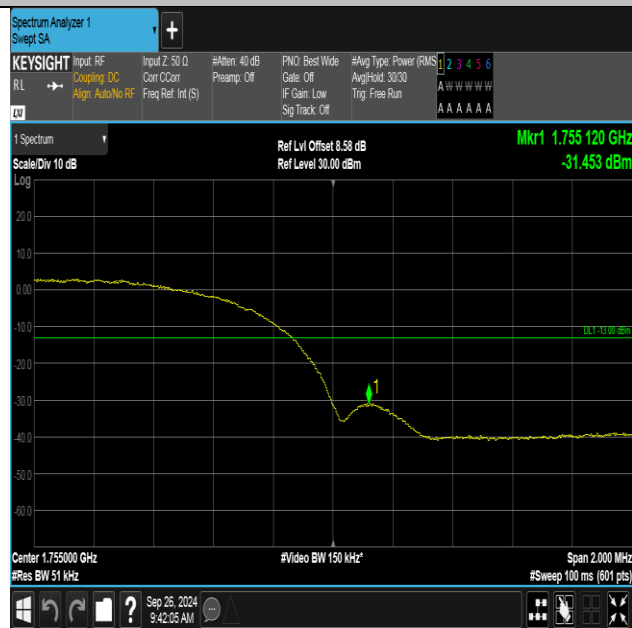 Spectrum Analyzer 1
Swept SA
+
KEYSIGHT Input: RF Input Z: 50 Ω #Atten: 40 dB PNO: Best Wide #Avg Type: Power (RMS 1 2 3 4 5 6
RL Coupling: DC Corr CCorr Preamp: Off Gate: Off Avg|Hold: 30/30 A W W W W W
Align: Auto/No RF Freq Ref: Int (S) IF Gain: Low Trig: Free Run
LXI Sig Track: Off A A A A A A
1 Spectrum Ref Lvl Offset 8.58 dB Mkr1 1.755 120 GHz
Scale/Div 10 dB Ref Level 30.00 dBm -31.453 dBm
Log
20.0
10.0
0.00
-10.0
DL1 -13.00 dBm
-20.0
-30.0
1
-40.0
-50.0
-60.0
Center 1.755000 GHz #Video BW 150 kHz* Span 2.000 MHz
#Res BW 51 kHz #Sweep 100 ms (601 pts)
? Sep 26, 2024
9:42:05 AM